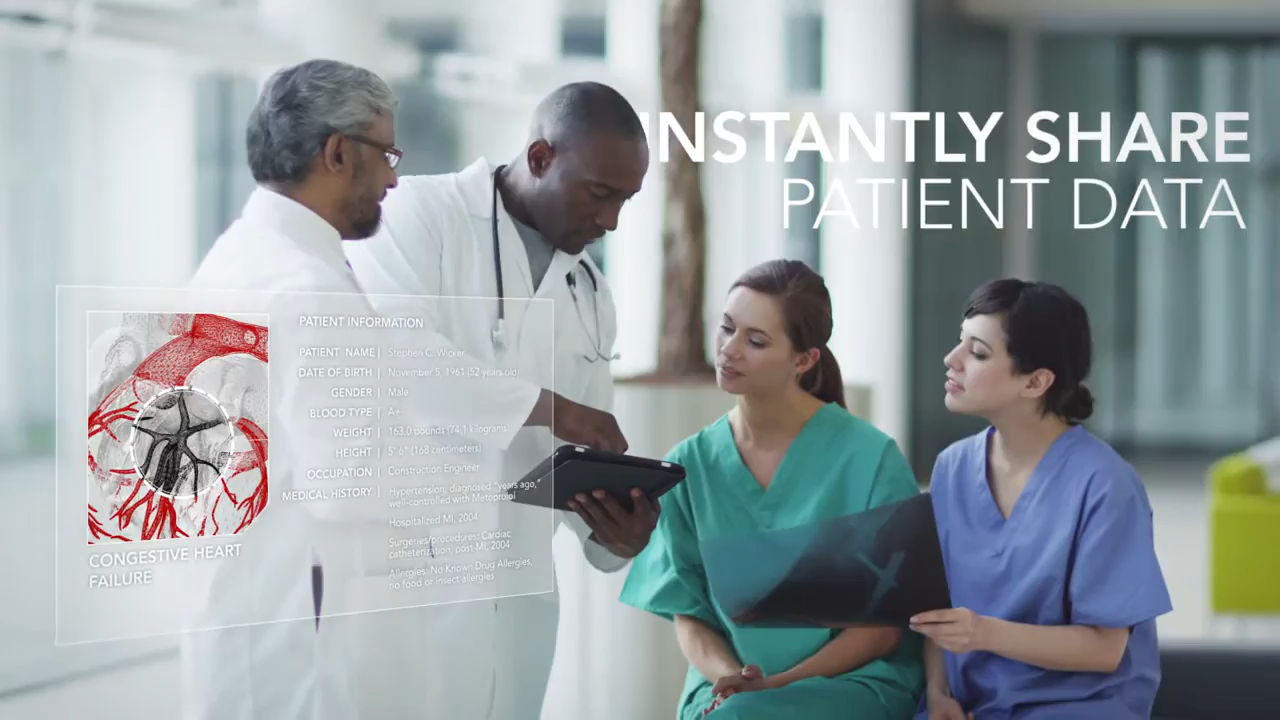 INSTANTLY SHARE
PATIENT DATA
PATIENT INFORMATION
PATIENT NAME | Stephen C. Wicker
DATE OF BIRTH | November 5, 1961 (52 years old)
GENDER | Male
BLOOD TYPE | A+
WEIGHT | 163.0 pounds (74.1 kilograms)
HEIGHT | 5' 6" (168 centimeters)
OCCUPATION | Construction Engineer
MEDICAL HISTORY | Hypertension, diagnosed "years ago,"
well-controlled with Metoprolol
Hospitalized MI, 2004
Surgeries/procedures: Cardiac
catheterization, post-MI, 2004
Allergies: No Known Drug Allergies,
no food or insect allergies
CONGESTIVE HEART
FAILURE